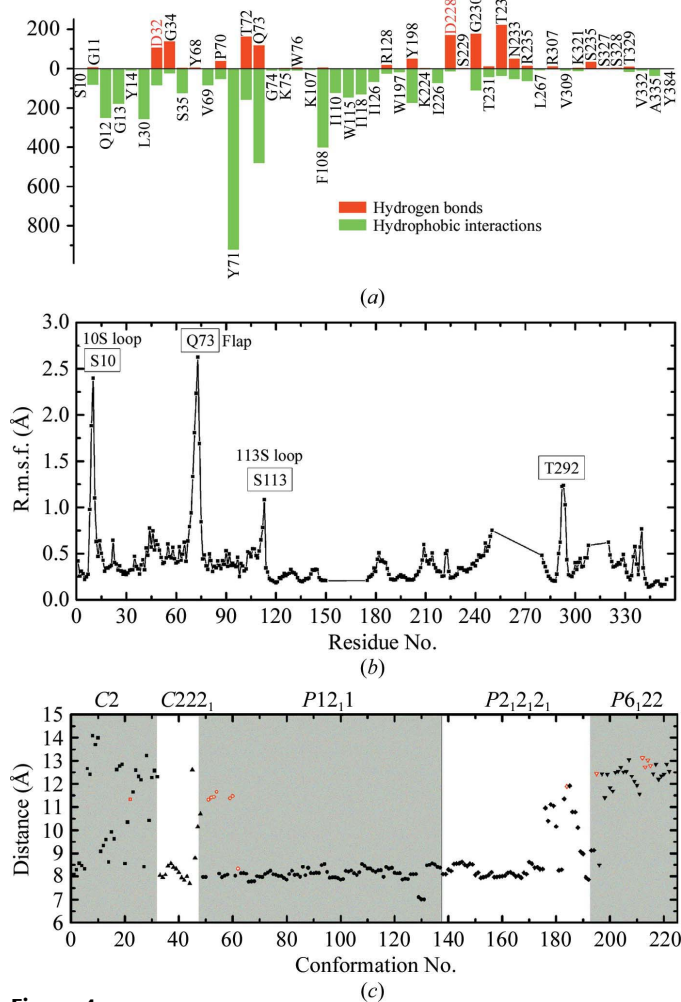 200
0
200
400
600
800
S10
G11
Q12
G13
Y14
L30
D32
G34
S35
Y68
V69
P70
Y71
T72
Q73
G74
K75
W76
K107
F108
I110
W115
I118
I126
R128
W197
Y198
K224
I226
D228
S229
G230
T231
N233
R235
L267
R307
V309
K321
S235
S327
S328
T329
V332
A335
Y384
Hydrogen bonds
Hydrophobic interactions
(a)
3.0
2.5
2.0
1.5
1.0
0.5
0.0
R.m.s.f. (Å)
10S loop
S10
Q73 Flap
113S loop
S113
T292
0 30 60 90 120 150 180 210 240 270 300 330
Residue No.
(b)
C2 C222₁ P12₁1 P2₁2₁2₁ P6₁22
15
14
13
12
11
10
9
8
7
6
Distance (Å)
0 20 40 60 80 100 120 140 160 180 200 220
Conformation No.
(c)